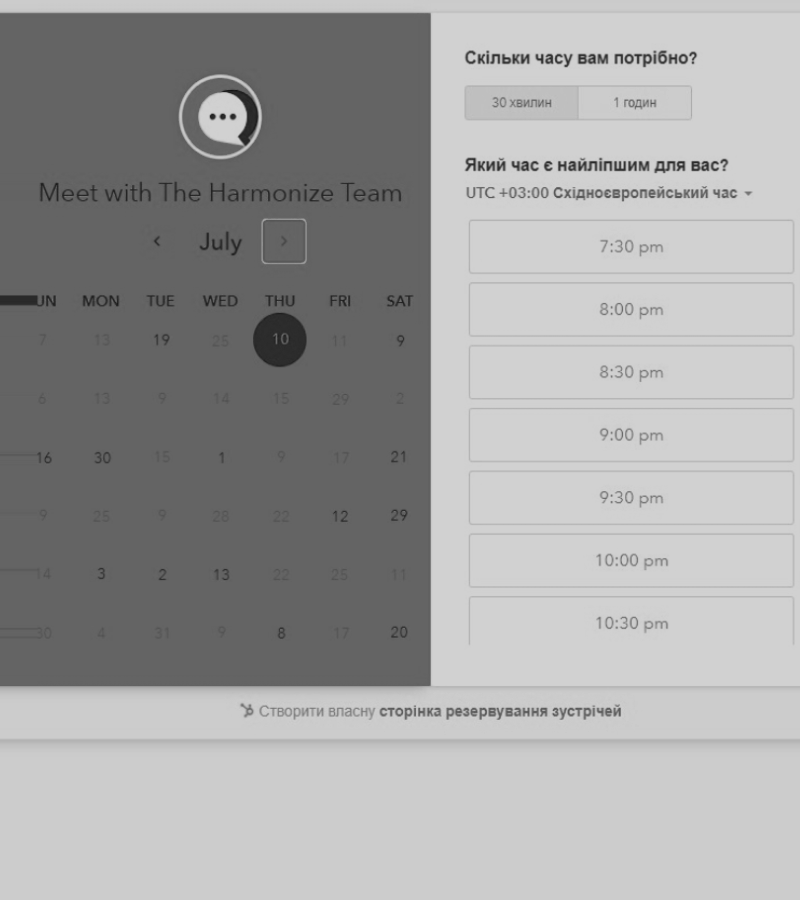 Meet with The Harmonize Team
July
UN MON TUE WED THU FRI SAT
7 13 19 25 10 11 9
6 13 9 14 15 29 2
16 30 15 1 9 17 21
9 25 9 28 22 12 29
14 3 2 13 22 25 11
30 4 31 9 8 17 20
Скільки часу вам потрібно?
30 хвилин 1 годин
Який час є найліпшим для вас?
UTC +03:00 Східноєвропейський час
7:30 pm
8:00 pm
8:30 pm
9:00 pm
9:30 pm
10:00 pm
10:30 pm
Створити власну сторінка резервування зустрічей